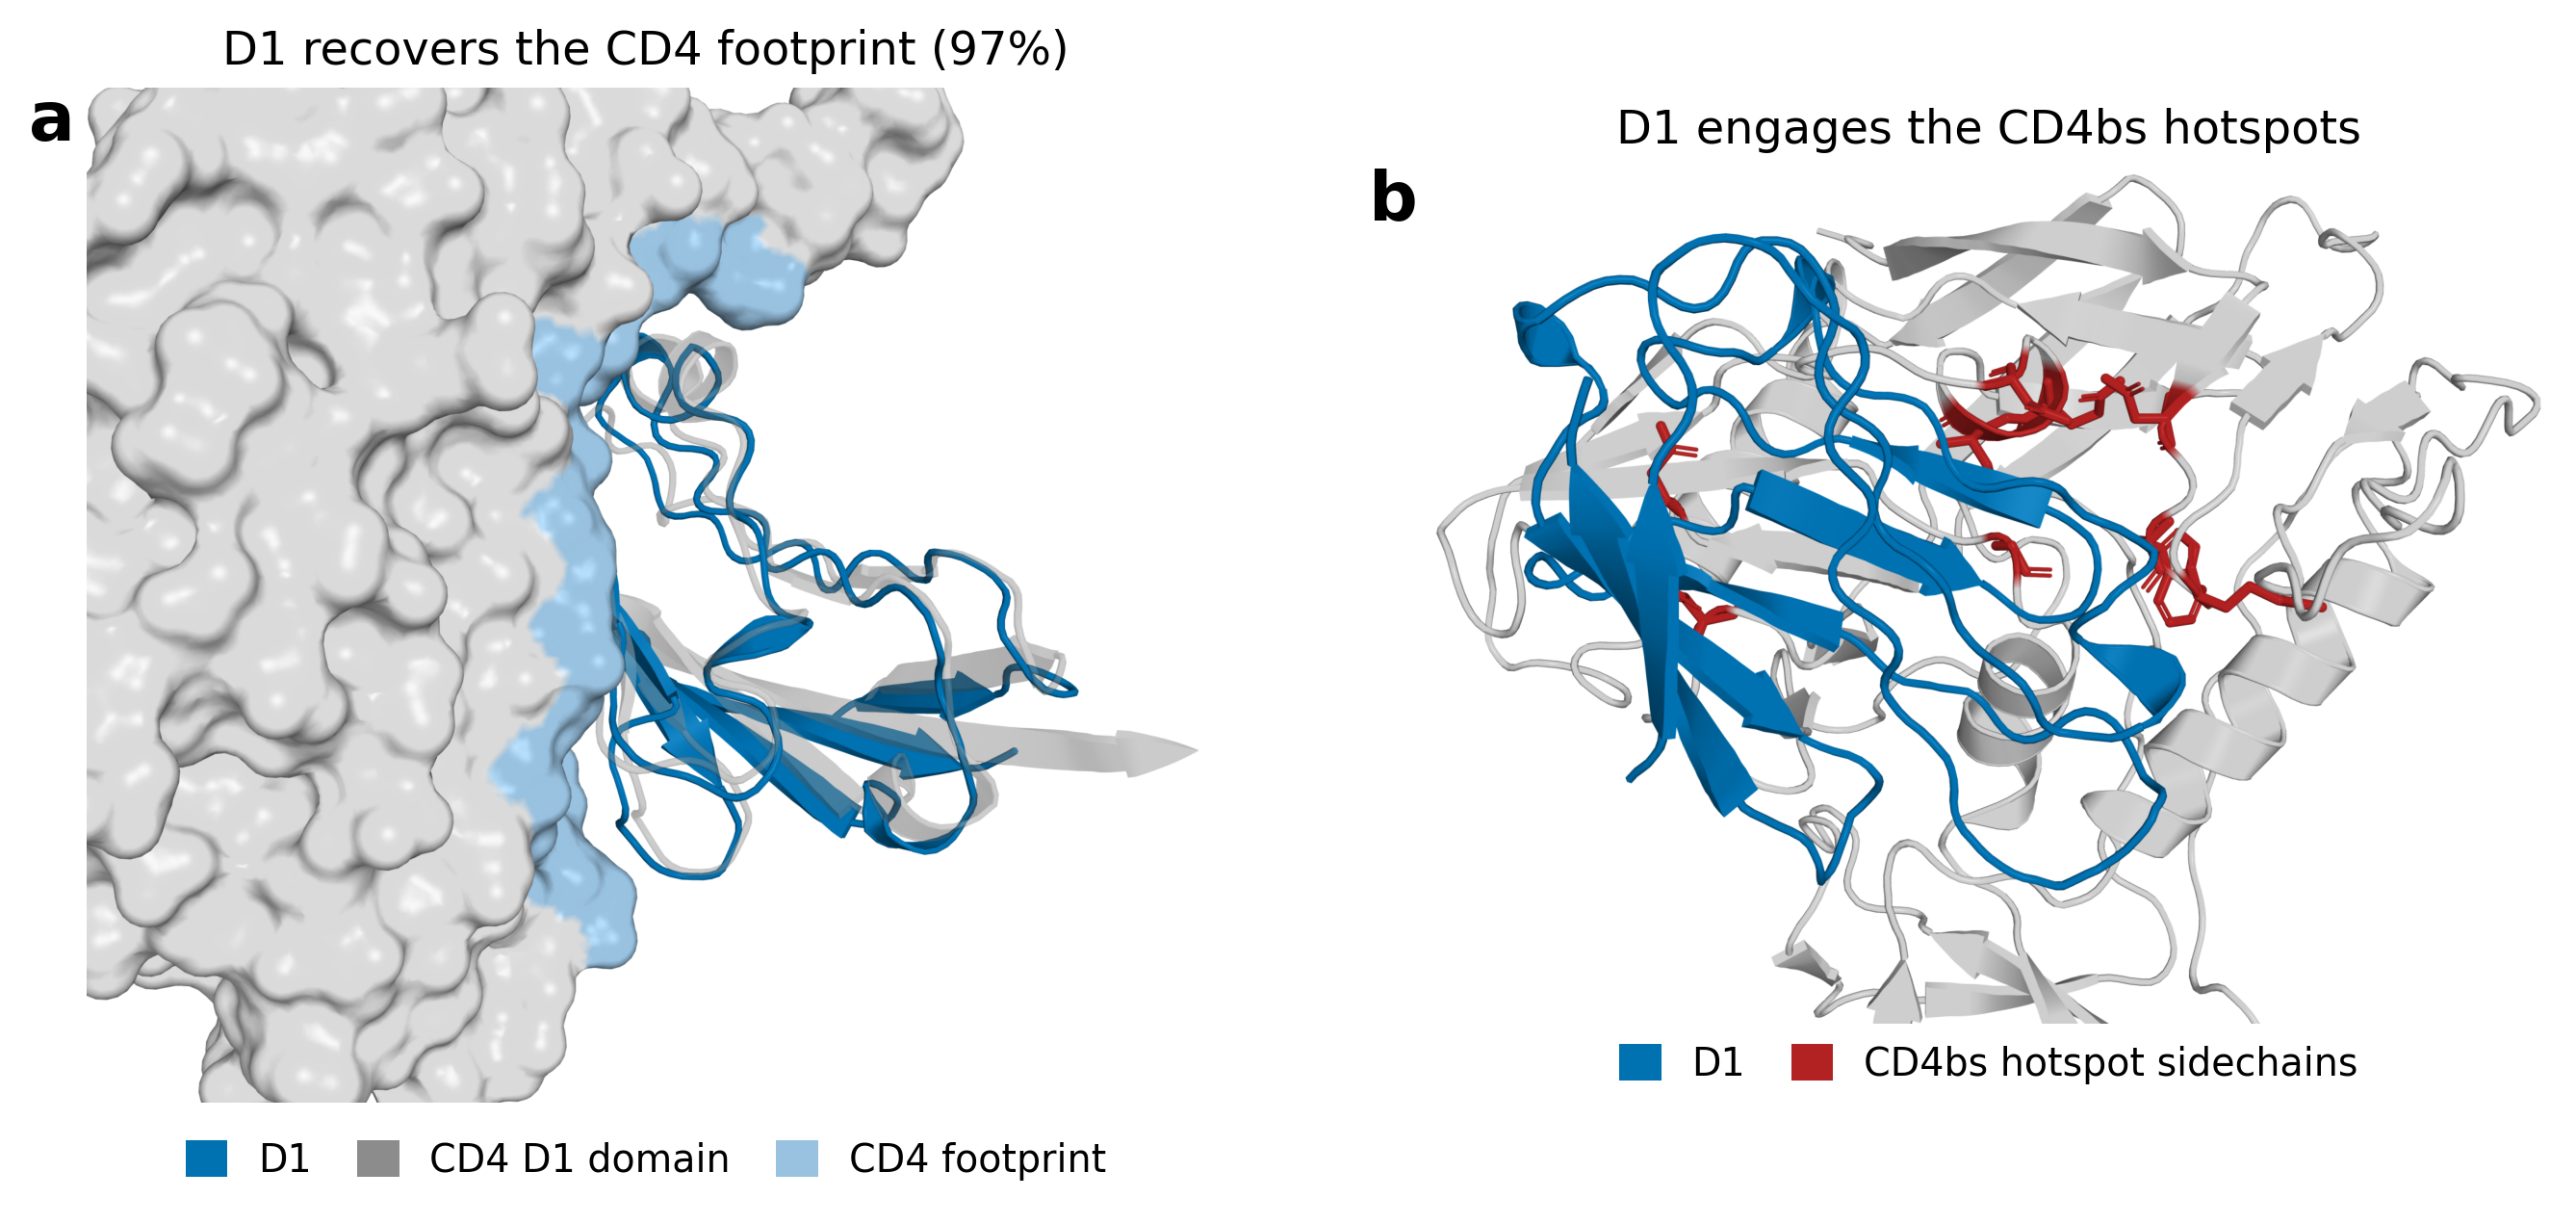 D1 recovers the CD4 footprint (97%)
a
D1 CD4 D1 domain CD4 footprint
D1 engages the CD4bs hotspots
b
D1 CD4bs hotspot sidechains